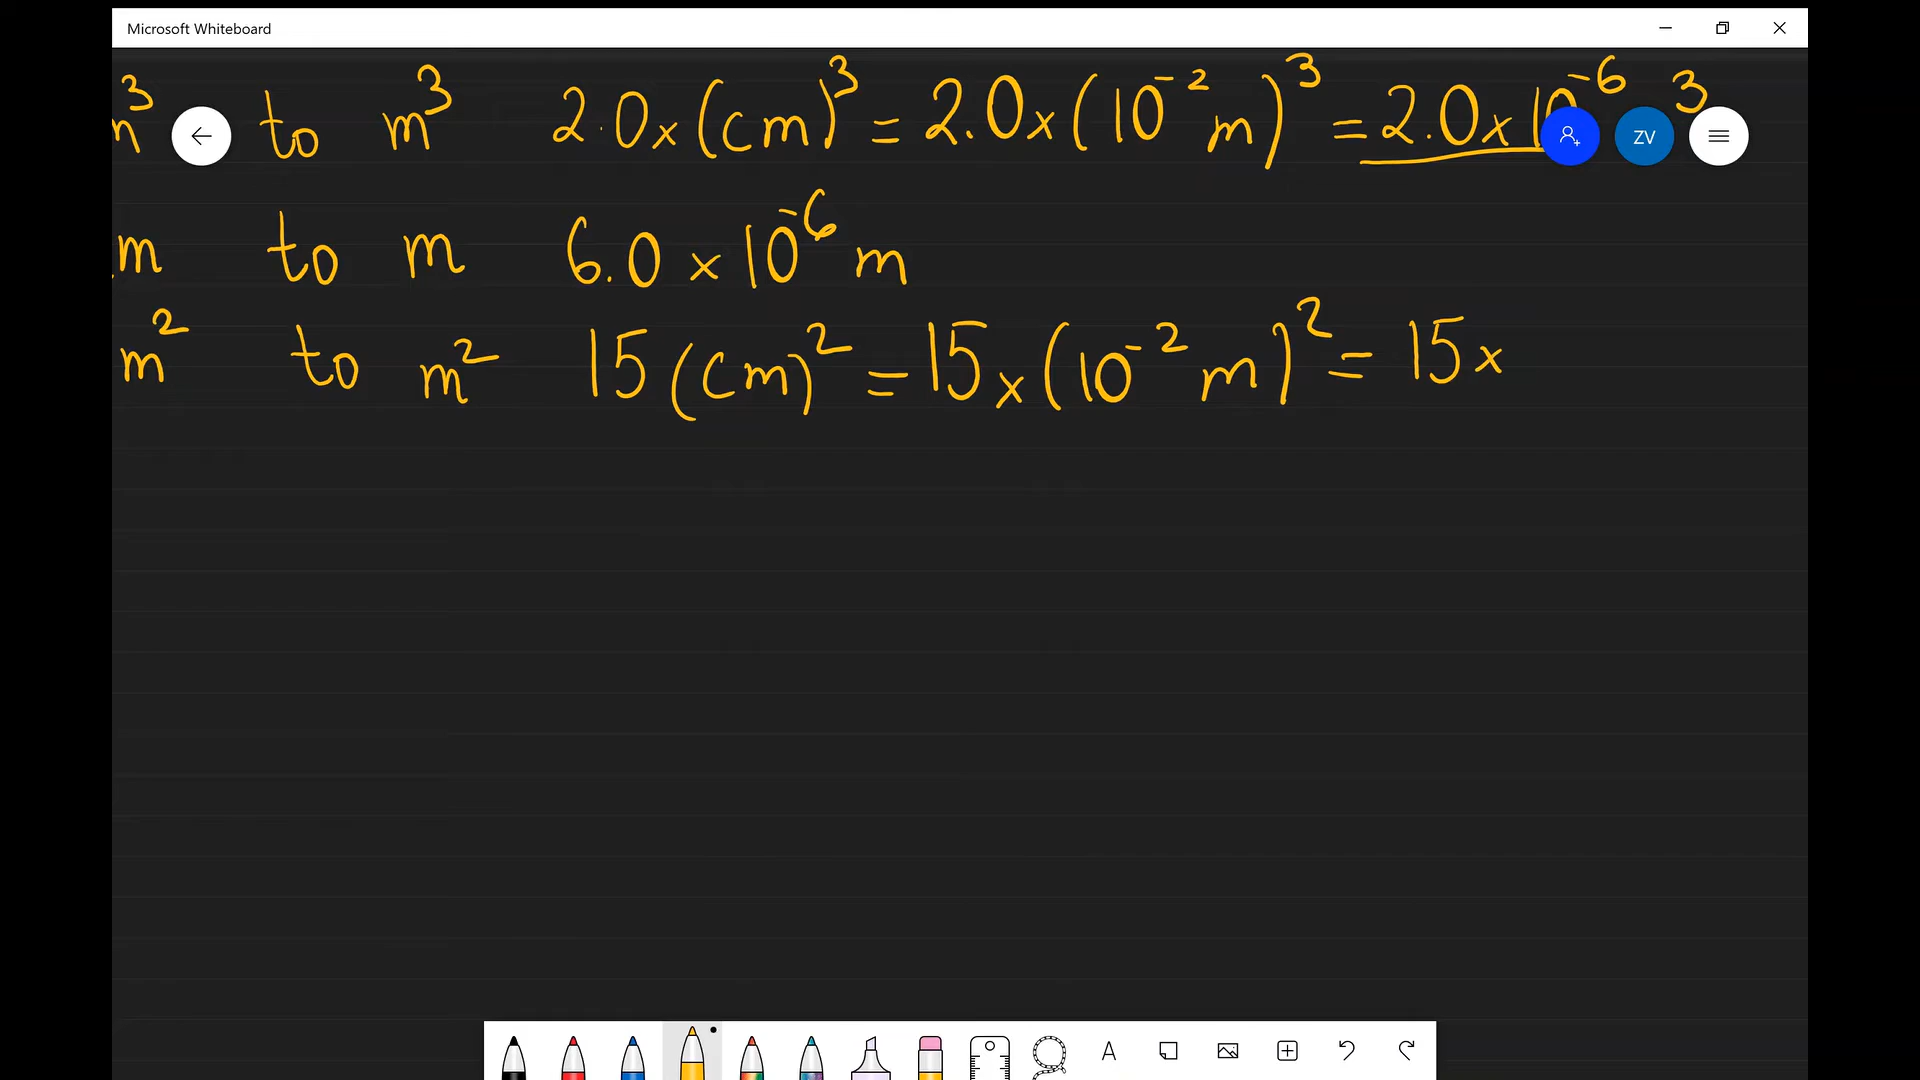 Microsoft Whiteboard
m³ to m³ 2.0×(cm)³ = 2.0×(10⁻² m)³ = 2.0×10⁻⁶ ³
ZV
m to m 6.0×10⁻⁶ m
m² to m² 15(cm)² = 15×(10⁻² m)² = 15×
A